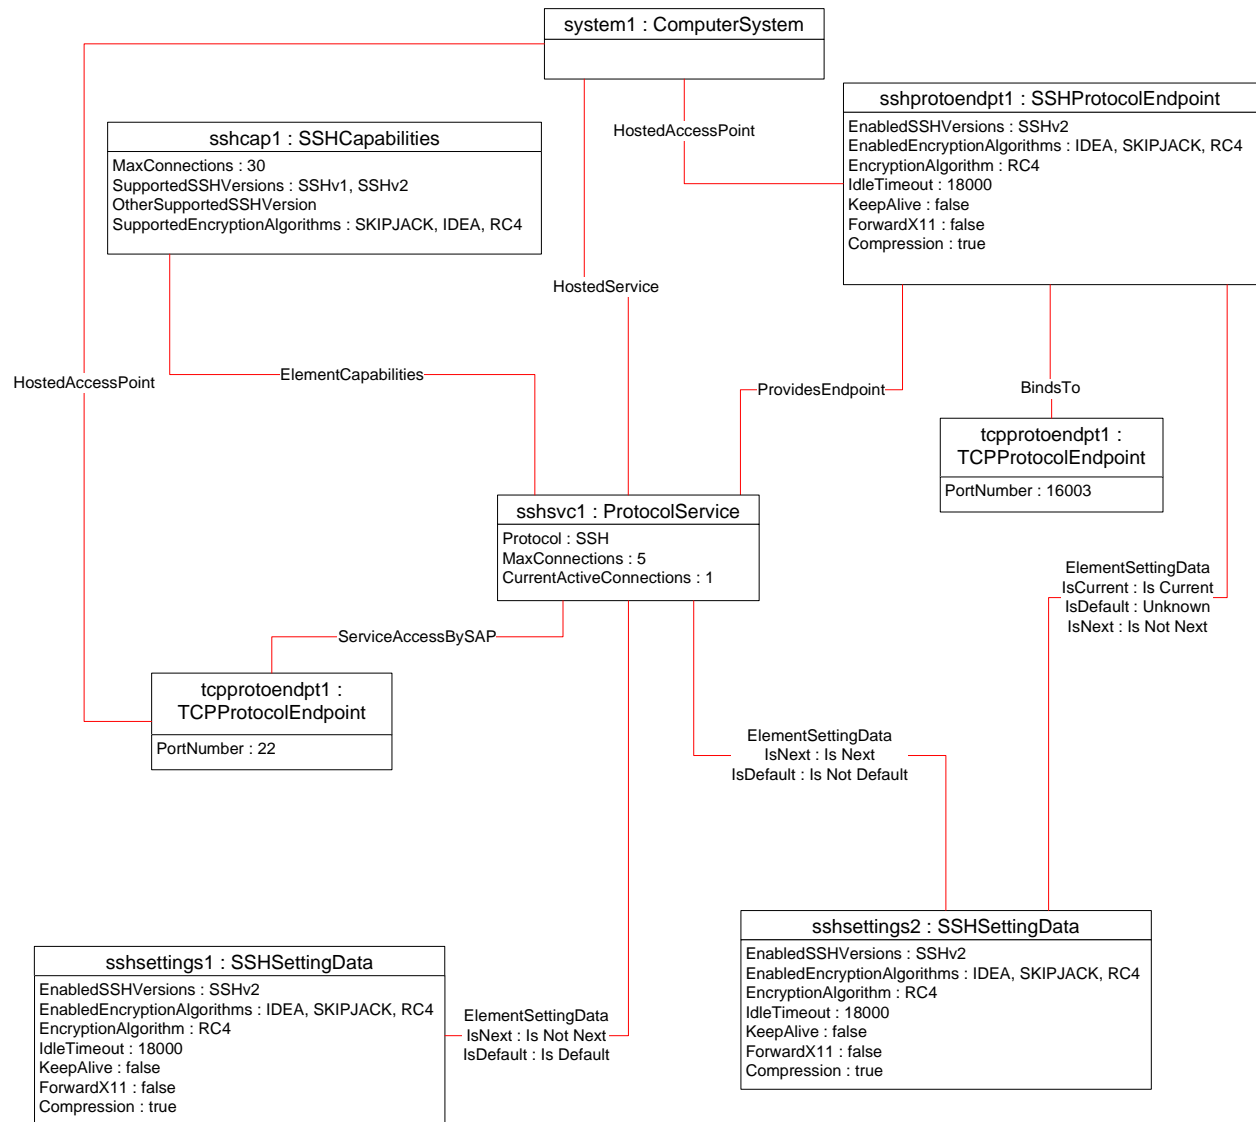 system1 : ComputerSystem
sshprotoendpt1 : SSHProtocolEndpoint
EnabledSSHVersions : SSHv2
EnabledEncryptionAlgorithms : IDEA, SKIPJACK, RC4
EncryptionAlgorithm : RC4
IdleTimeout : 18000
KeepAlive : false
ForwardX11 : false
Compression : true
HostedAccessPoint
sshcap1 : SSHCapabilities
MaxConnections : 30
SupportedSSHVersions : SSHv1, SSHv2
OtherSupportedSSHVersion
SupportedEncryptionAlgorithms : SKIPJACK, IDEA, RC4
HostedService
HostedAccessPoint
ElementCapabilities
ProvidesEndpoint
BindsTo
tcpprotoendpt1 :
TCPProtocolEndpoint
PortNumber : 16003
sshsvc1 : ProtocolService
Protocol : SSH
MaxConnections : 5
CurrentActiveConnections : 1
ElementSettingData
IsCurrent : Is Current
IsDefault : Unknown
IsNext : Is Not Next
ServiceAccessBySAP
tcpprotoendpt1 :
TCPProtocolEndpoint
PortNumber : 22
ElementSettingData
IsNext : Is Next
IsDefault : Is Not Default
sshsettings2 : SSHSettingData
EnabledSSHVersions : SSHv2
EnabledEncryptionAlgorithms : IDEA, SKIPJACK, RC4
EncryptionAlgorithm : RC4
IdleTimeout : 18000
KeepAlive : false
ForwardX11 : false
Compression : true
sshsettings1 : SSHSettingData
EnabledSSHVersions : SSHv2
EnabledEncryptionAlgorithms : IDEA, SKIPJACK, RC4
EncryptionAlgorithm : RC4
IdleTimeout : 18000
KeepAlive : false
ForwardX11 : false
Compression : true
ElementSettingData
IsNext : Is Not Next
IsDefault : Is Default